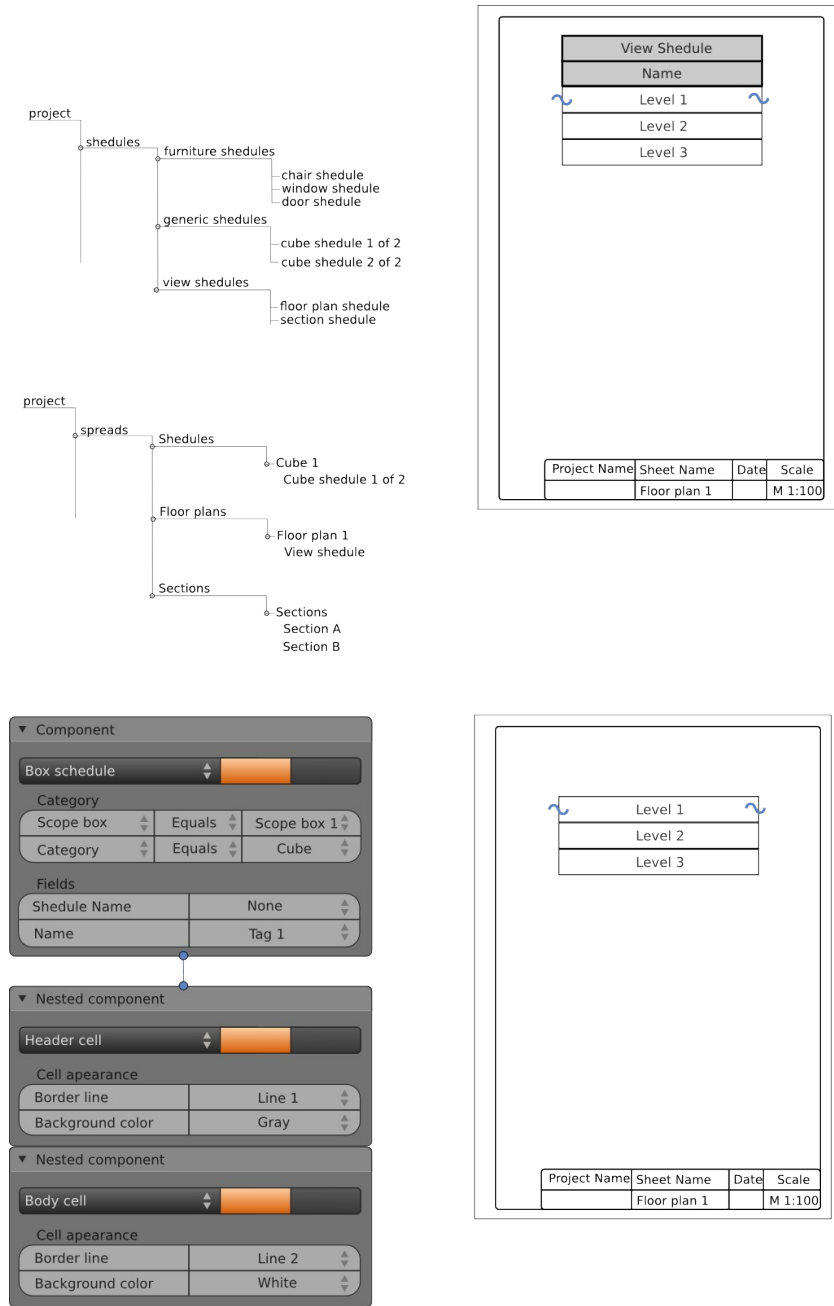 project
shedules
furniture shedules
chair shedule
window shedule
door shedule
generic shedules
cube shedule 1 of 2
cube shedule 2 of 2
view shedules
floor plan shedule
section shedule
View Shedule
Name
Level 1
Level 2
Level 3
Project Name Sheet Name Date Scale
Floor plan 1 M 1:100
project
spreads
Shedules
Cube 1
Cube shedule 1 of 2
Floor plans
Floor plan 1
View shedule
Sections
Sections
Section A
Section B
Component
Box schedule
Category
Scope box Equals Scope box 1
Category Equals Cube
Fields
Shedule Name None
Name Tag 1
Nested component
Header cell
Cell apearance
Border line Line 1
Background color Gray
Nested component
Body cell
Cell apearance
Border line Line 2
Background color White
Level 1
Level 2
Level 3
Project Name Sheet Name Date Scale
Floor plan 1 M 1:100